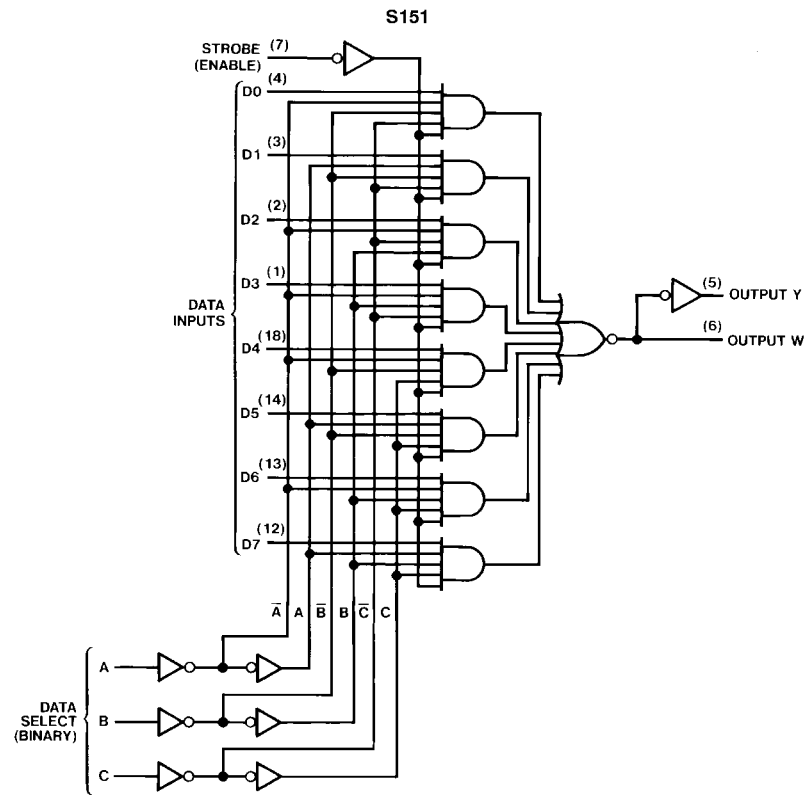 S151
STROBE (7)
(ENABLE)
(4)
D0
(3)
D1
(2)
D2
(1)
D3
DATA
INPUTS
(18)
D4
(14)
D5
(13)
D6
(12)
D7
(5)
OUTPUT Y
(6)
OUTPUT W
A̅ A B̅ B C̅ C
A
DATA
SELECT
(BINARY)
B
C